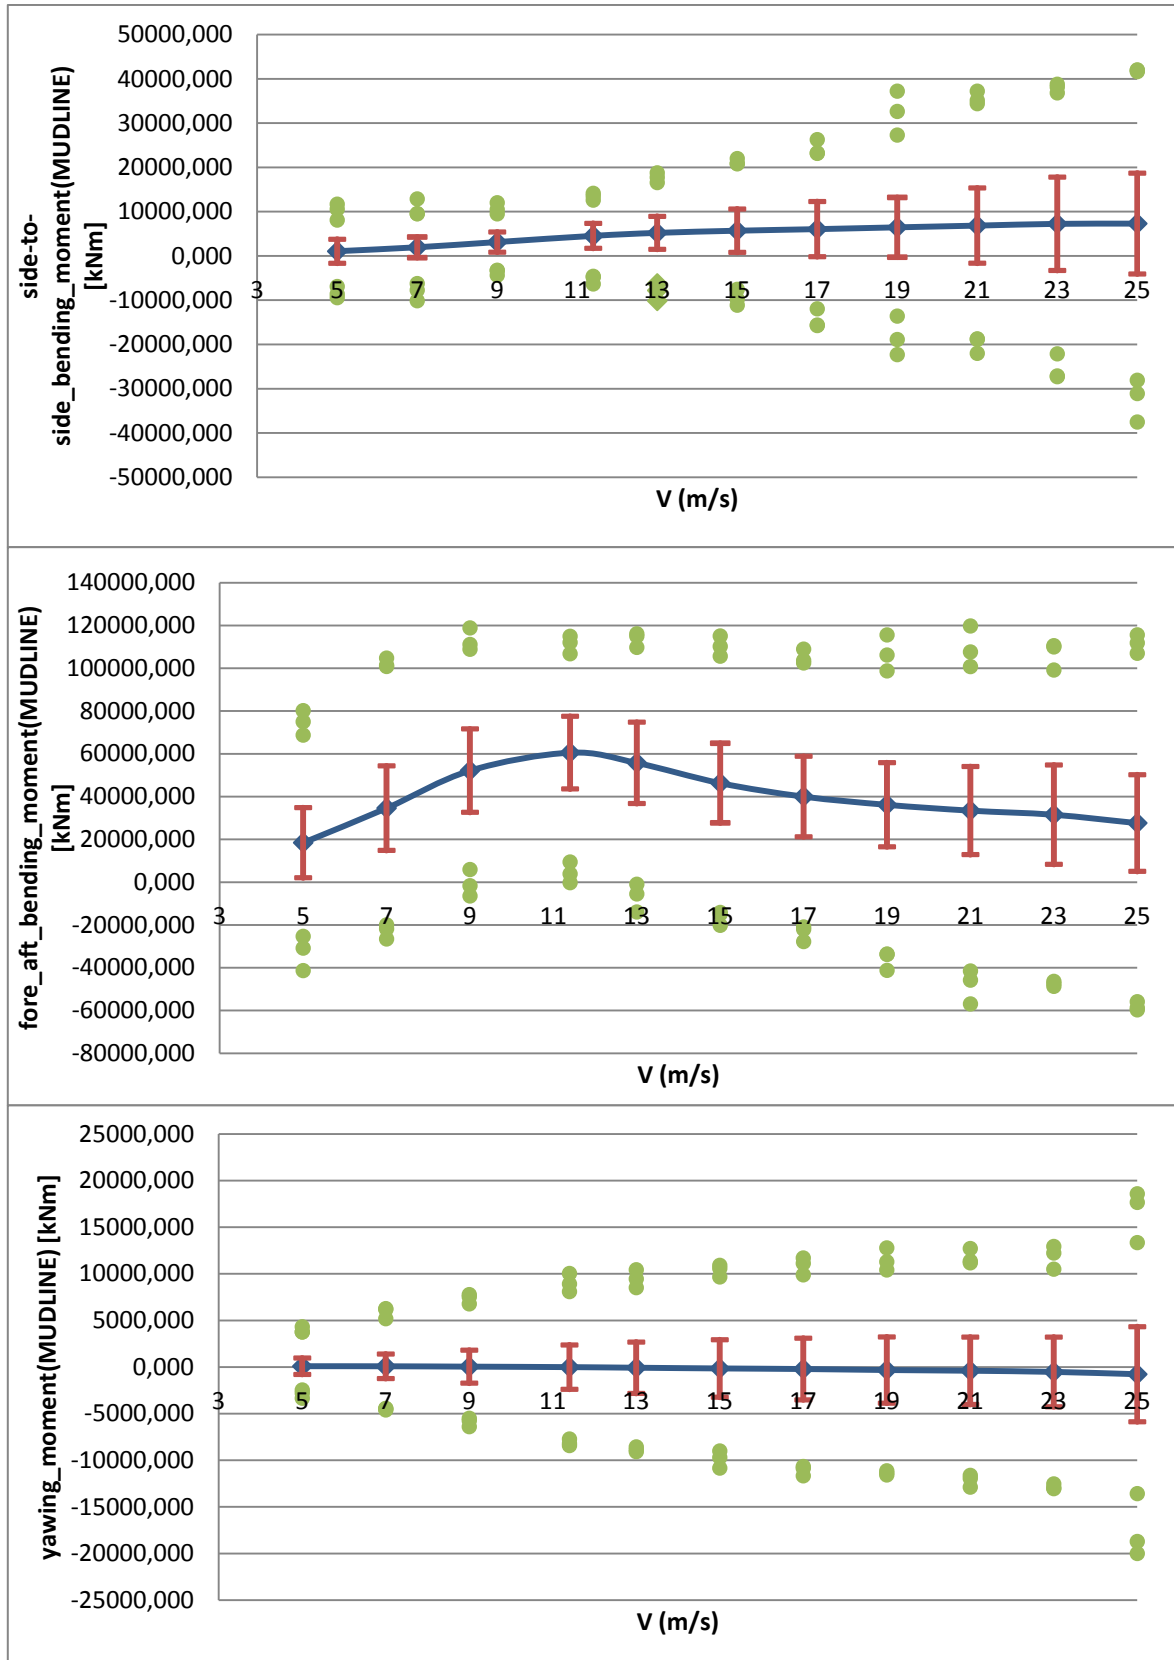 side-to-
side_bending_moment(MUDLINE)
[kNm]
50000,000
40000,000
30000,000
20000,000
10000,000
0,000
-10000,000
-20000,000
-30000,000
-40000,000
-50000,000
3 5 7 9 11 13 15 17 19 21 23 25
V (m/s)
fore_aft_bending_moment(MUDLINE)
[kNm]
140000,000
120000,000
100000,000
80000,000
60000,000
40000,000
20000,000
0,000
-20000,000
-40000,000
-60000,000
-80000,000
3 5 7 9 11 13 15 17 19 21 23 25
V (m/s)
yawing_moment(MUDLINE) [kNm]
25000,000
20000,000
15000,000
10000,000
5000,000
0,000
-5000,000
-10000,000
-15000,000
-20000,000
-25000,000
3 5 7 9 11 13 15 17 19 21 23 25
V (m/s)